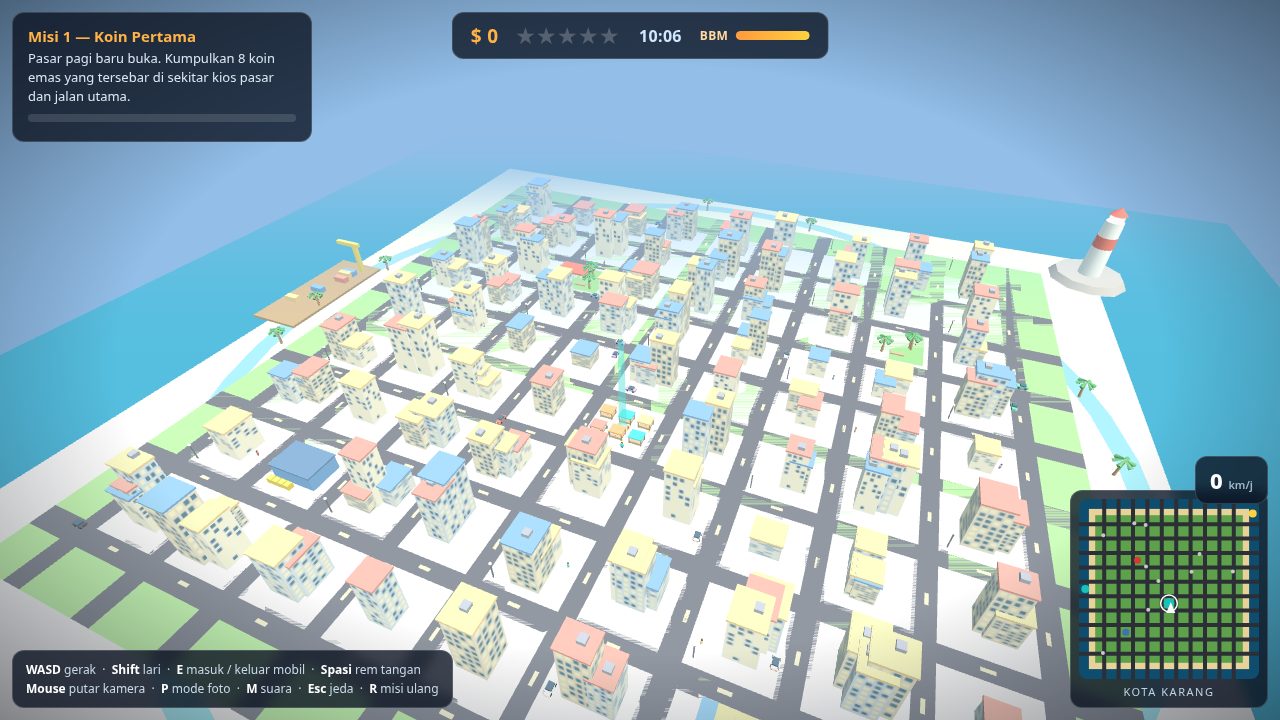 Misi 1 — Koin Pertama
Pasar pagi baru buka. Kumpulkan 8 koin
emas yang tersebar di sekitar kios pasar
dan jalan utama.
$ 0 ★★★★★ 10:06 BBM
0 km/j
KOTA KARANG
WASD gerak · Shift lari · E masuk / keluar mobil · Spasi rem tangan
Mouse putar kamera · P mode foto · M suara · Esc jeda · R misi ulang